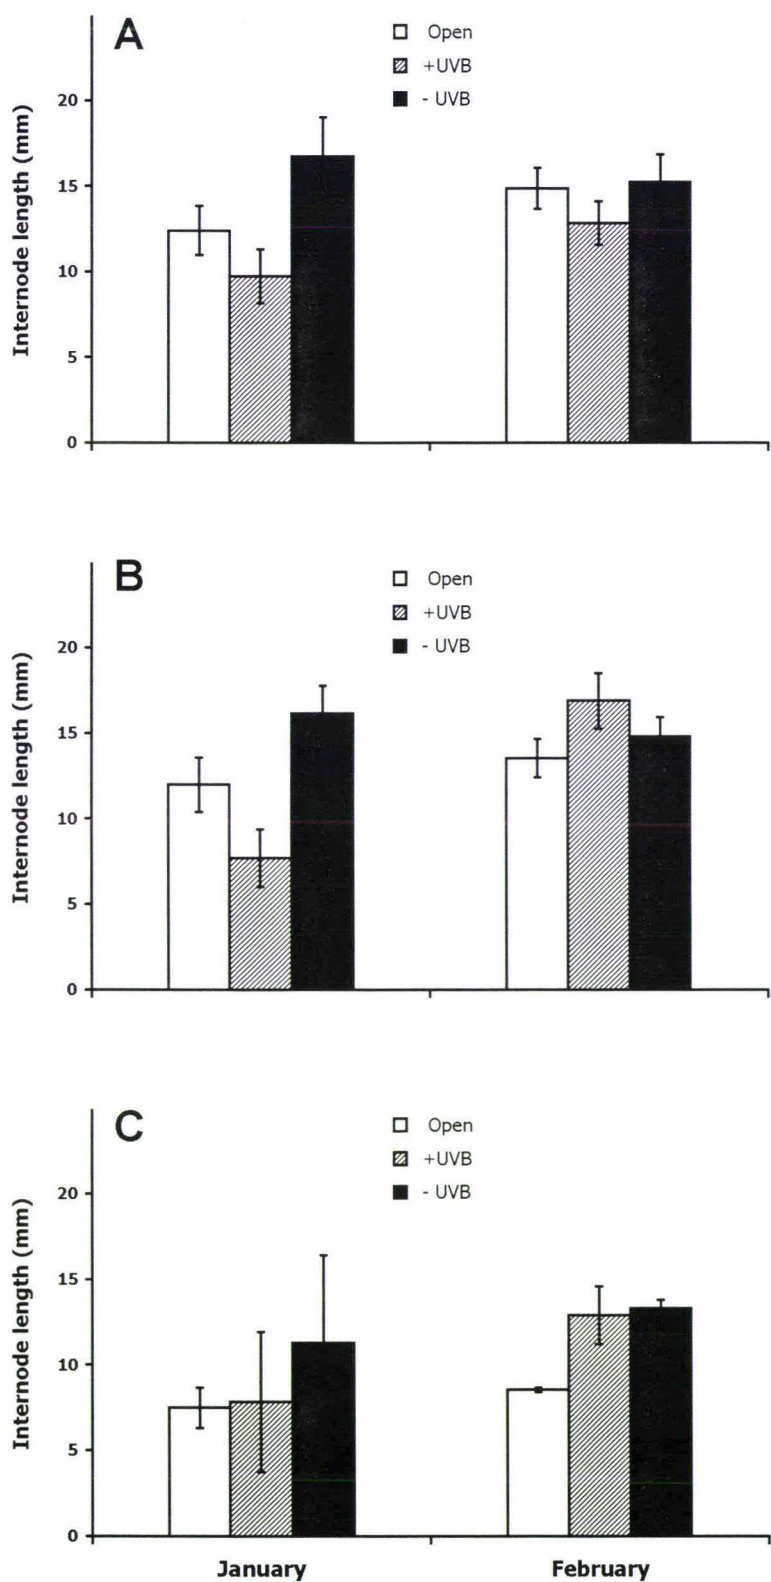 A
Open
+UVB
- UVB
Internode length (mm)
20
15
10
5
0
B
Open
+UVB
- UVB
Internode length (mm)
20
15
10
5
0
C
Open
+UVB
- UVB
Internode length (mm)
20
15
10
5
0
January February